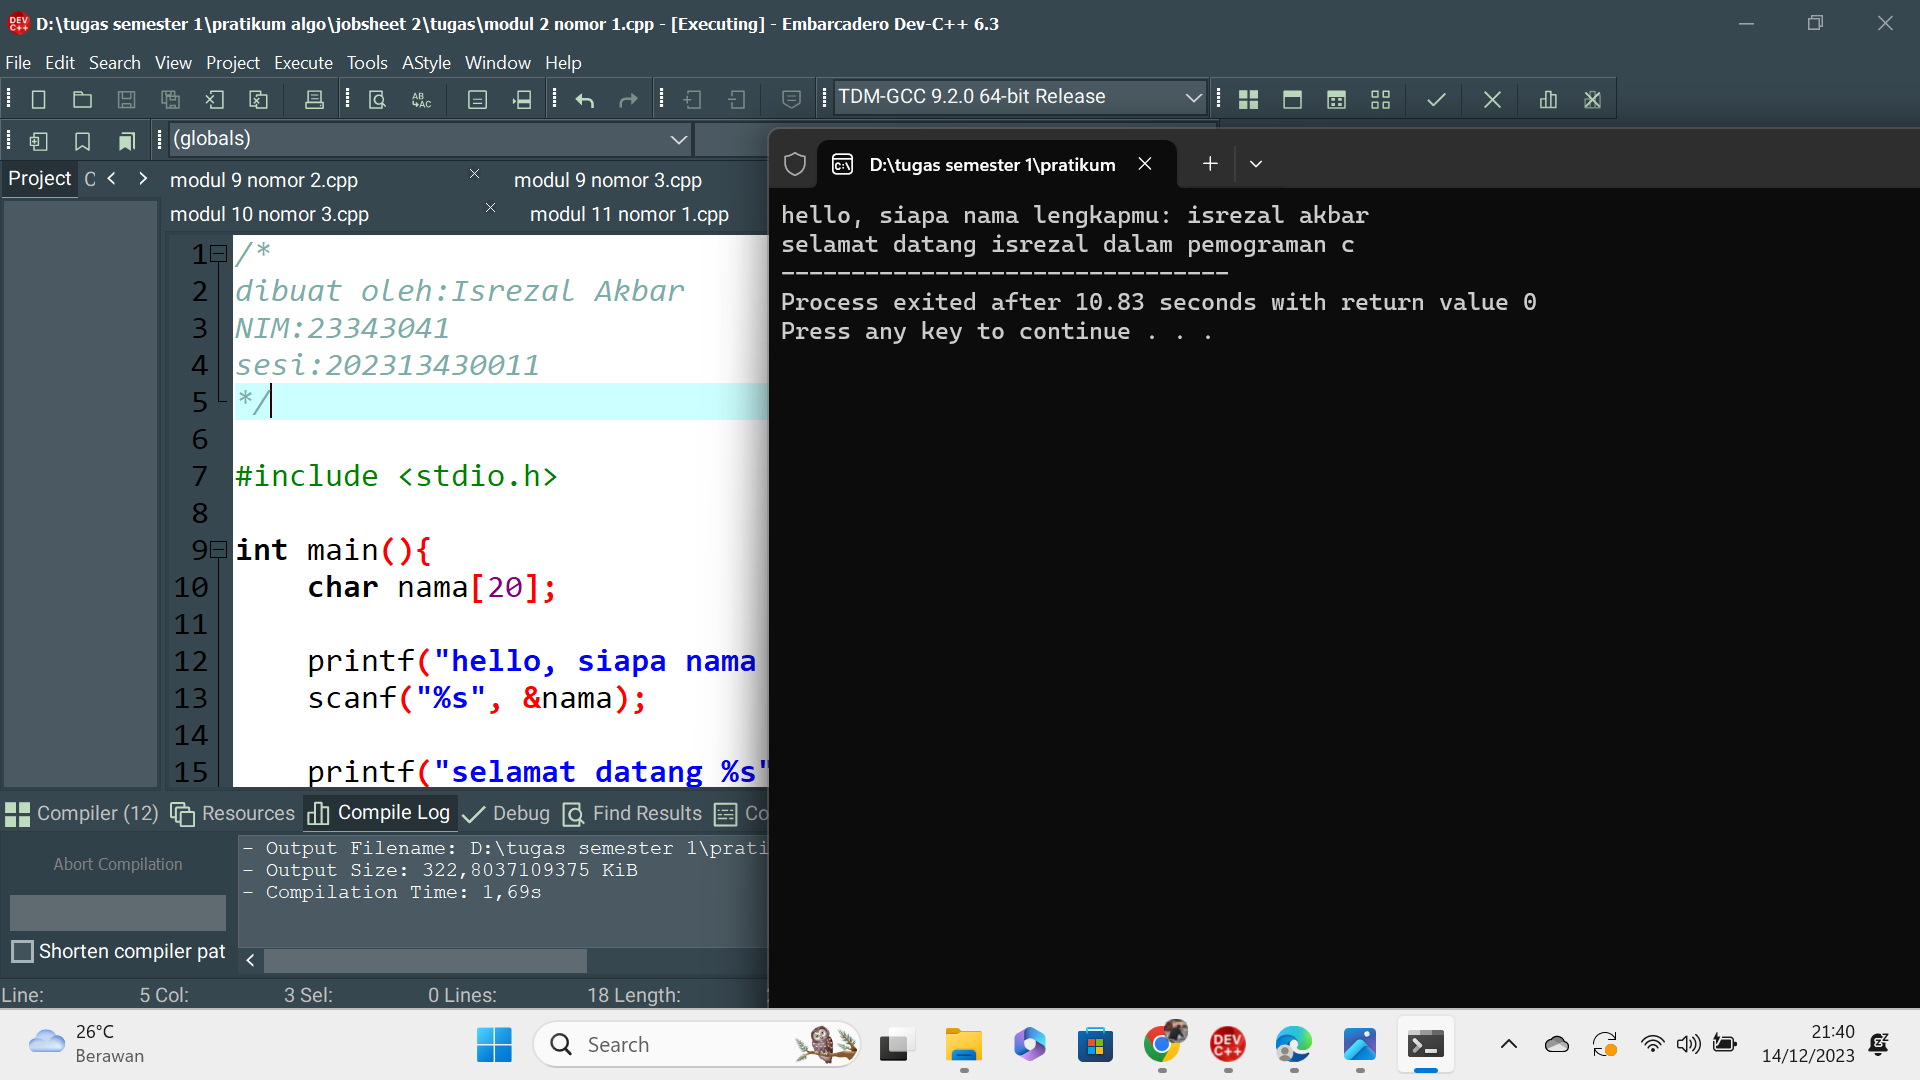 D:\tugas semester 1\pratikum algo\jobsheet 2\tugas\modul 2 nomor 1.cpp - [Executing] - Embarcadero Dev-C++ 6.3
File Edit Search View Project Execute Tools AStyle Window Help
TDM-GCC 9.2.0 64-bit Release
(globals)
Project
modul 9 nomor 2.cpp
modul 9 nomor 3.cpp
modul 10 nomor 3.cpp
modul 11 nomor 1.cpp
1 /*
2 dibuat oleh:Isrezal Akbar
3 NIM:23343041
4 sesi:202313430011
5 */
6
7 #include <stdio.h>
8
9 int main(){
10 char nama[20];
11
12 printf("hello, siapa nama
13 scanf("%s", &nama);
14
15 printf("selamat datang %s"
D:\tugas semester 1\pratikum
hello, siapa nama lengkapmu: isrezal akbar
selamat datang isrezal dalam pemograman c
--------------------------------
Process exited after 10.83 seconds with return value 0
Press any key to continue . . .
Compiler (12) Resources Compile Log Debug Find Results Co
Abort Compilation
Shorten compiler pat
- Output Filename: D:\tugas semester 1\prati
- Output Size: 322,8037109375 KiB
- Compilation Time: 1,69s
Line: 5 Col: 3 Sel: 0 Lines: 18 Length:
26°C
Berawan
Search
DEV C++
21:40
14/12/2023